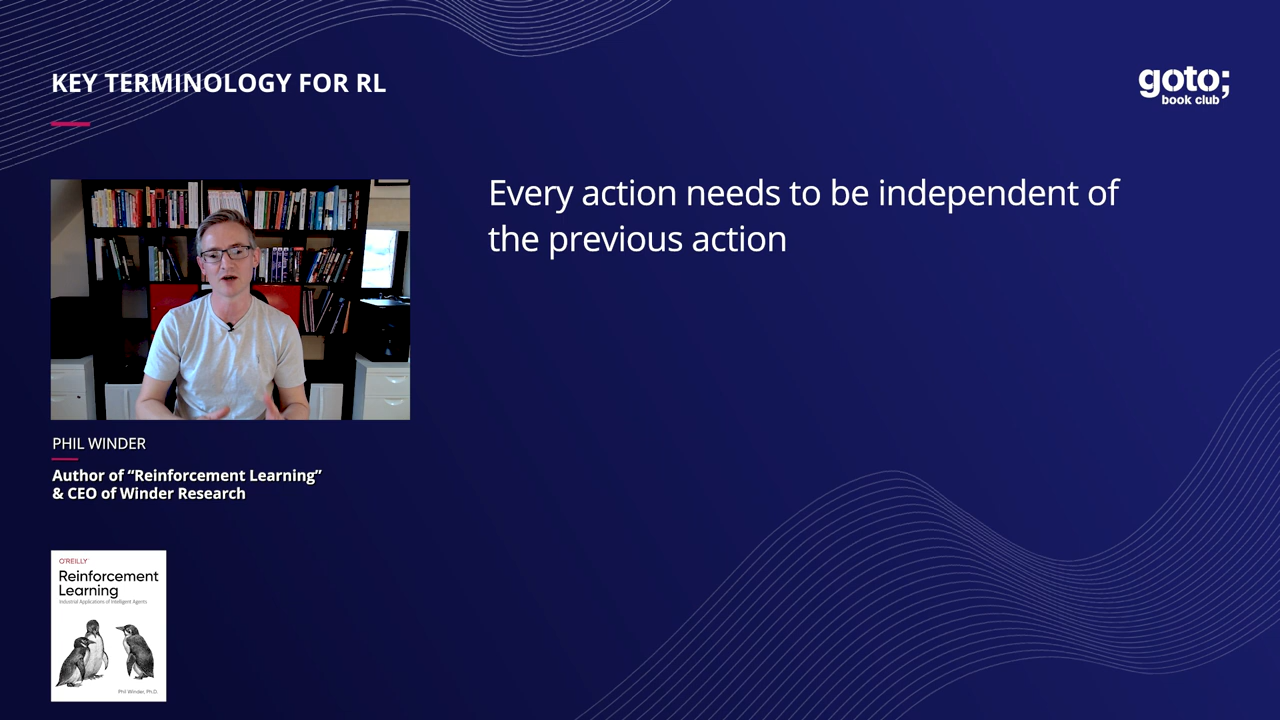 KEY TERMINOLOGY FOR RL
goto;
book club
Every action needs to be independent of
the previous action
PHIL WINDER
Author of “Reinforcement Learning”
& CEO of Winder Research
O'REILLY
Reinforcement
Learning
Industrial Applications of Intelligent Agents
Phil Winder, Ph.D.